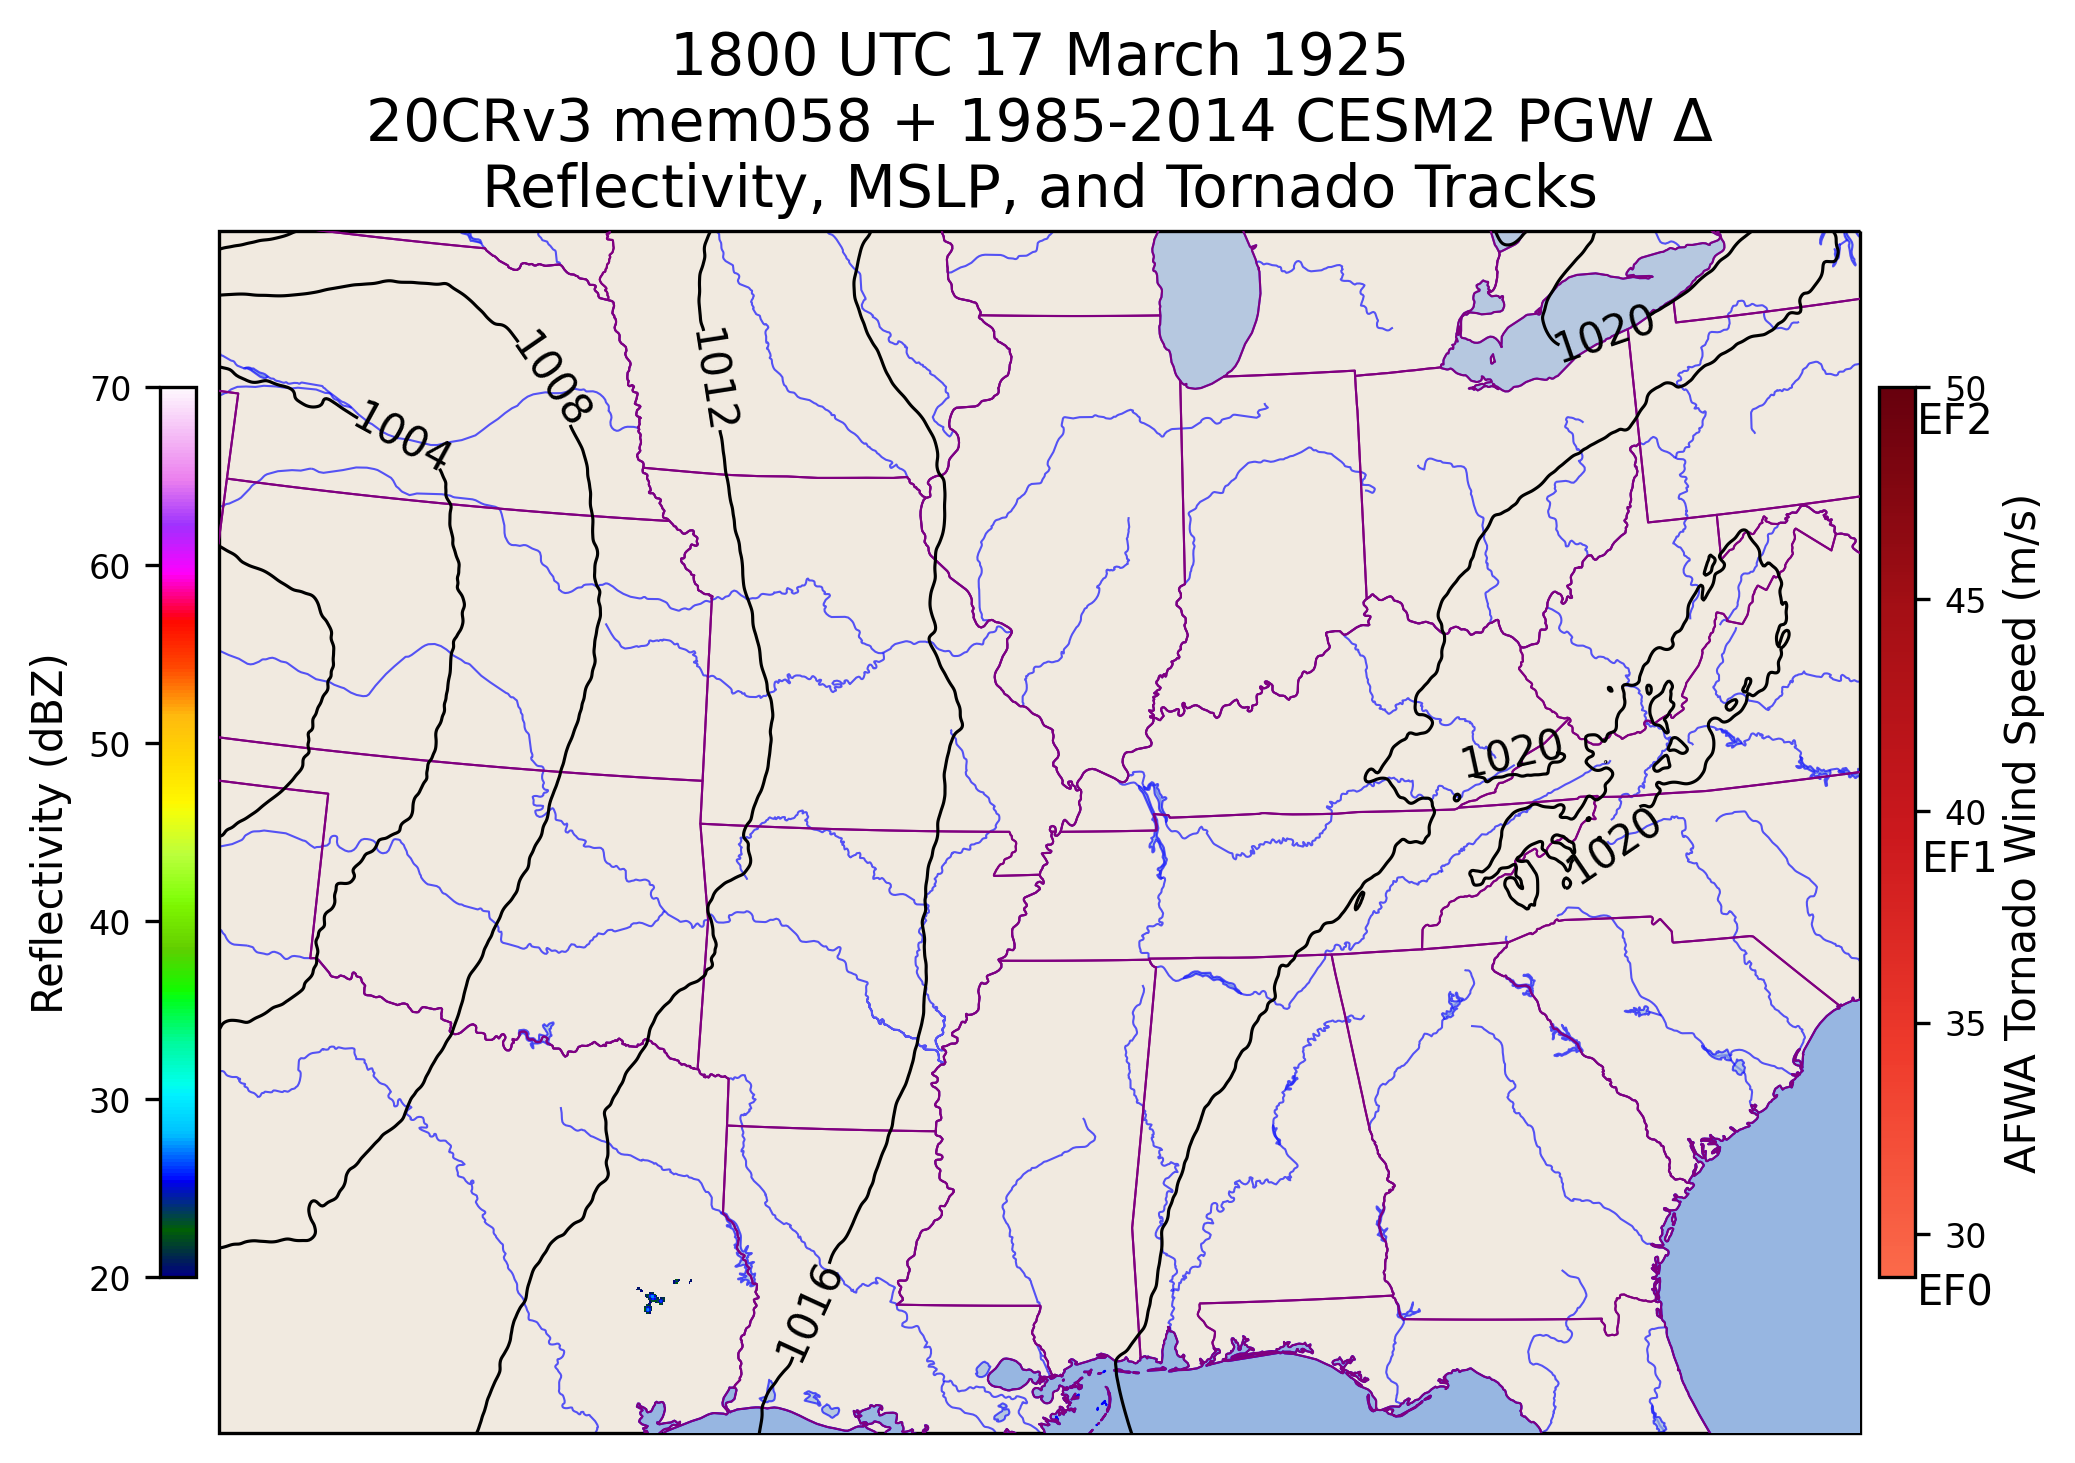 1800 UTC 17 March 1925
20CRv3 mem058 + 1985-2014 CESM2 PGW Δ
Reflectivity, MSLP, and Tornado Tracks
1020
1008
1012
1004
1020
1020
1016
70
60
50
40
30
20
Reflectivity (dBZ)
50
EF2
45
40
EF1
35
30
EF0
AFWA Tornado Wind Speed (m/s)